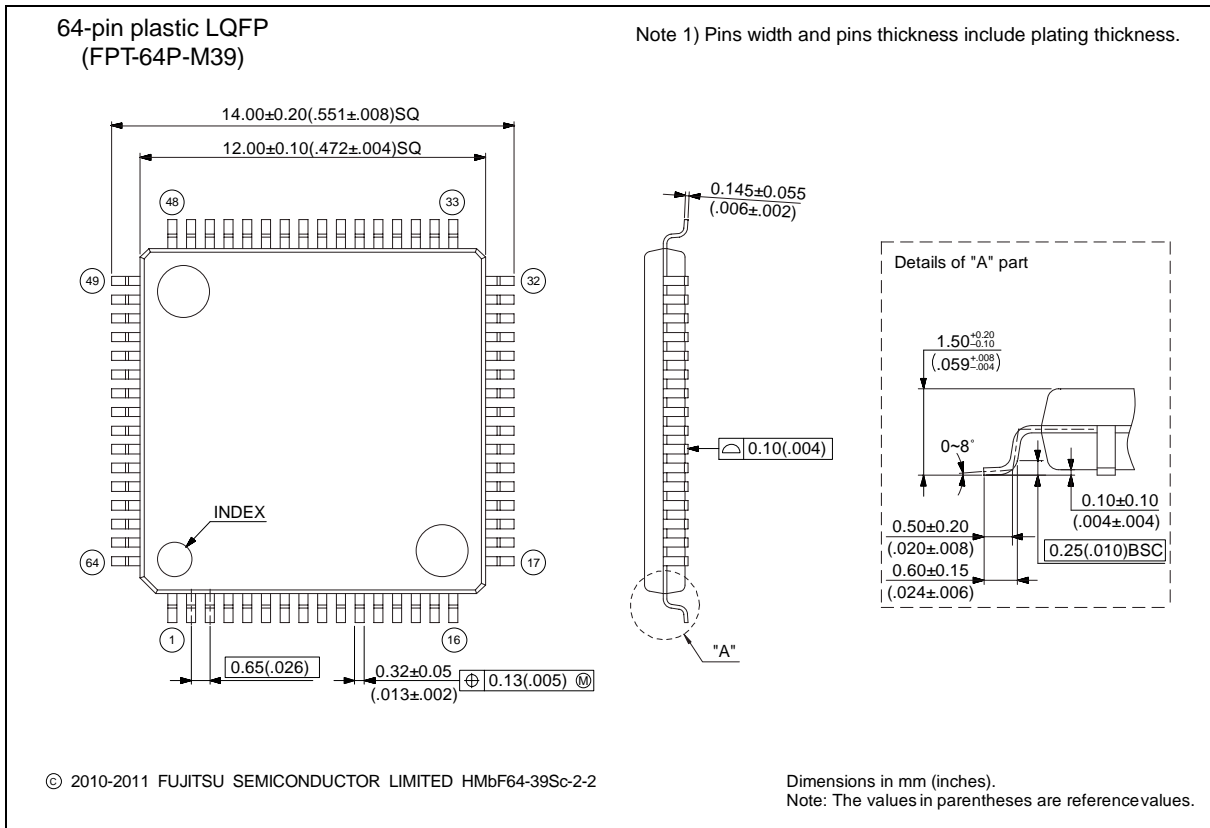 64-pin plastic LQFP
(FPT-64P-M39)
Note 1) Pins width and pins thickness include plating thickness.
14.00±0.20(.551±.008)SQ
12.00±0.10(.472±.004)SQ
48
33
49
32
INDEX
64
17
1
16
0.65(.026)
0.32±0.05
(.013±.002)
⌖ 0.13(.005) Ⓜ
0.145±0.055
(.006±.002)
⌓ 0.10(.004)
"A"
Details of "A" part
1.50 +0.20 –0.10
(.059 +.008 –.004)
0~8°
0.50±0.20
(.020±.008)
0.60±0.15
(.024±.006)
0.10±0.10
(.004±.004)
0.25(.010)BSC
© 2010-2011 FUJITSU SEMICONDUCTOR LIMITED HMbF64-39Sc-2-2
Dimensions in mm (inches).
Note: The values in parentheses are reference values.